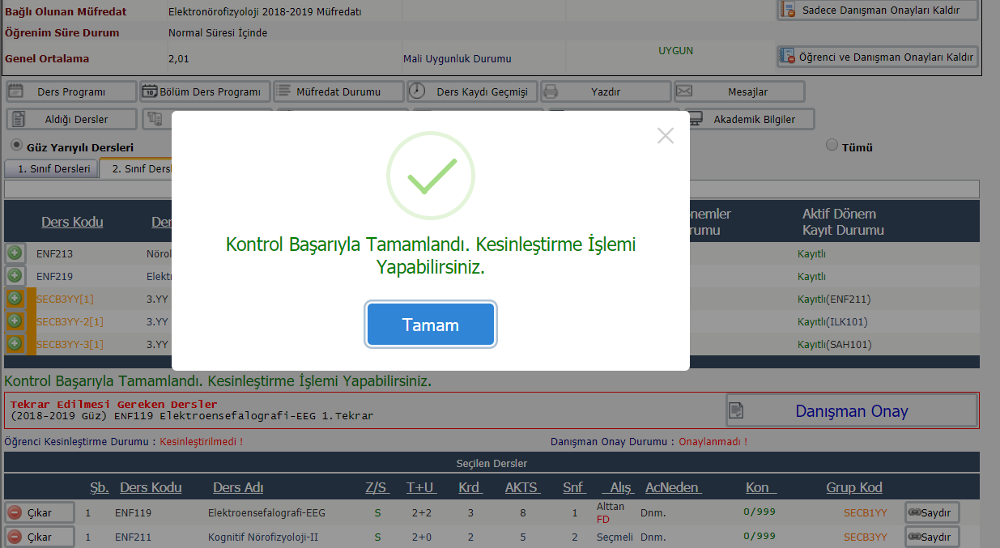 Bağlı Olunan Müfredat Elektronörofizyoloji 2018-2019 Müfredatı Sadece Danışman Onayları Kaldır
Öğrenim Süre Durum Normal Süresi İçinde
Genel Ortalama 2,01 Mali Uygunluk Durumu UYGUN Öğrenci ve Danışman Onayları Kaldır
Ders Programı Bölüm Ders Programı Müfredat Durumu Ders Kaydı Geçmişi Yazdır Mesajlar
Aldığı Dersler Akademik Bilgiler
Güz Yarıyılı Dersleri Tümü
1. Sınıf Dersleri 2. Sınıf
Ders Kodu Aktif Dönem
Kayıt Durumu
ENF213 Kayıtlı
ENF219 Kayıtlı
SECB3YY[1] 3.YY Kayıtlı(ENF211)
SECB3YY-2[1] 3.YY Kayıtlı(ILK101)
SECB3YY-3[1] 3.YY Kayıtlı(SAH101)
Kontrol Başarıyla Tamamlandı. Kesinleştirme İşlemi
Yapabilirsiniz.
Tamam
Kontrol Başarıyla Tamamlandı. Kesinleştirme İşlemi Yapabilirsiniz.
Tekrar Edilmesi Gereken Dersler
(2018-2019 Güz) ENF119 Elektroensefalografi-EEG 1.Tekrar
Danışman Onay
Öğrenci Kesinleştirme Durumu : Kesinleştirilmedi ! Danışman Onay Durumu : Onaylanmadı !
Seçilen Dersler
Şb. Ders Kodu Ders Adı Z/S T+U Krd AKTS Snf Alış AcNeden Kon Grup Kod
Çıkar 1 ENF119 Elektroensefalografi-EEG S 2+2 3 8 1 Alttan FD Dnm. 0/999 SECB1YY Saydır
Çıkar 1 ENF211 Kognitif Nörofizyoloji-II S 2+0 2 5 2 Seçmeli Dnm. 0/999 SECB3YY Saydır